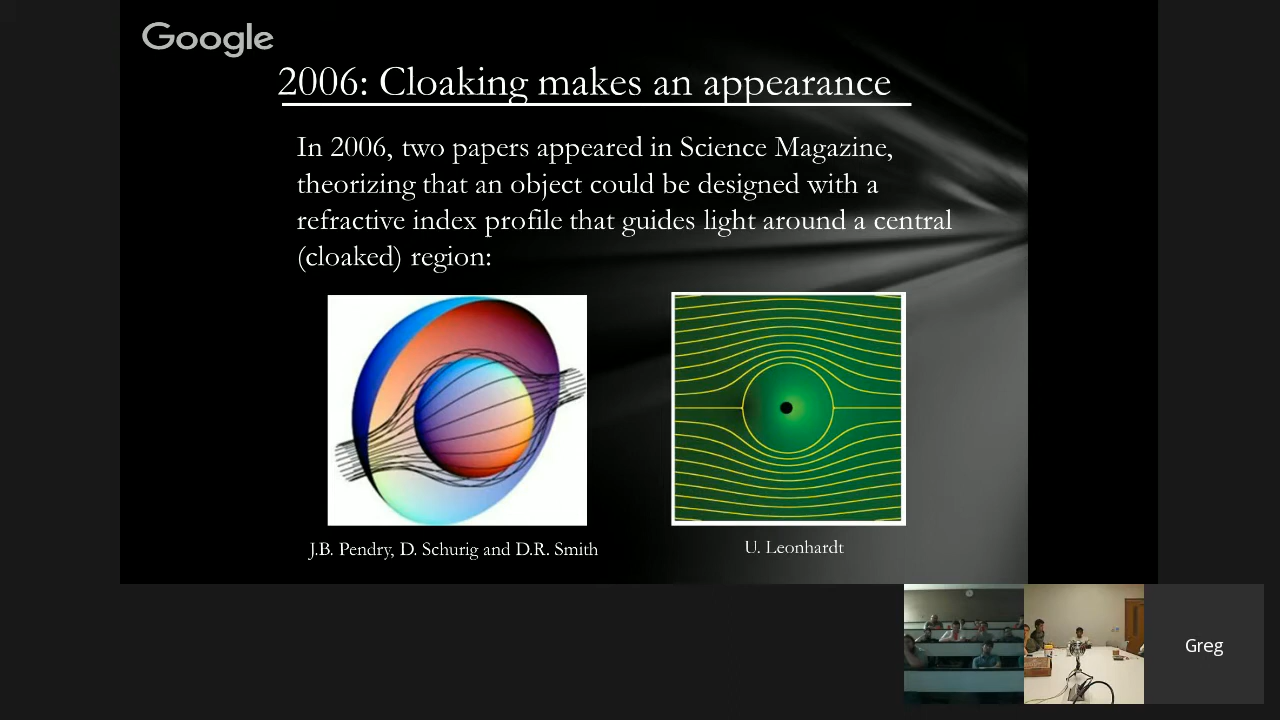 Google
2006: Cloaking makes an appearance
In 2006, two papers appeared in Science Magazine,
theorizing that an object could be designed with a
refractive index profile that guides light around a central
(cloaked) region:
J.B. Pendry, D. Schurig and D.R. Smith
U. Leonhardt
Greg